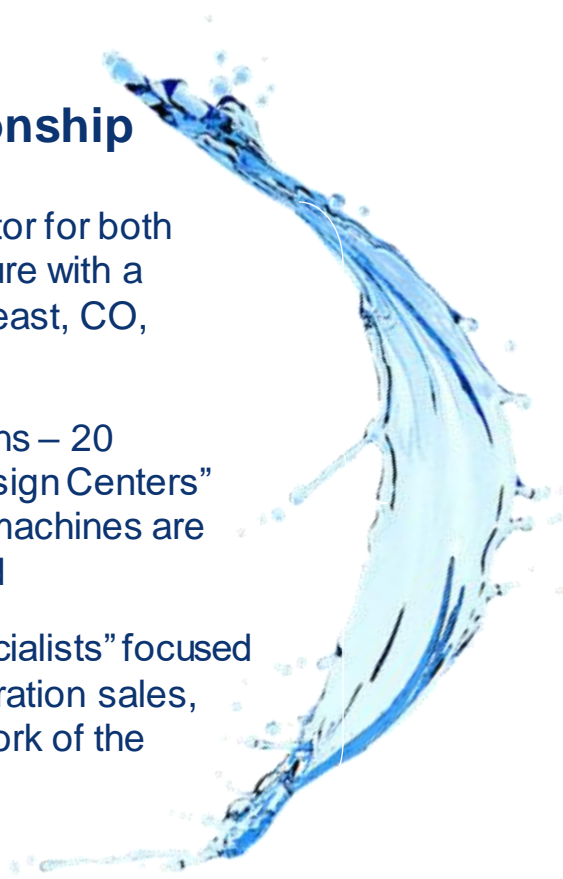 onship
tor for both
ure with a
east, CO,
ns – 20
sign Centers”
machines are
cialists” focused
ration sales,
ork of the